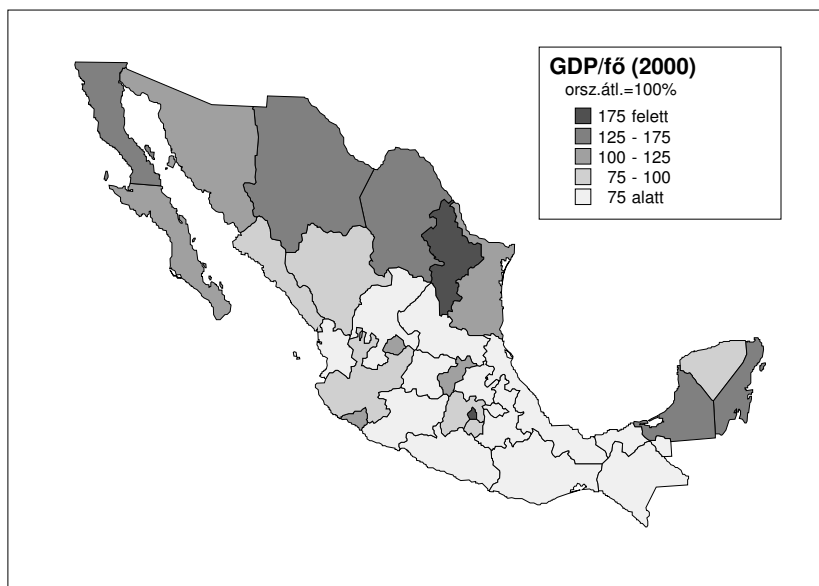 GDP/fő (2000)
orsz.átl.=100%
175 felett
125 - 175
100 - 125
75 - 100
75 alatt